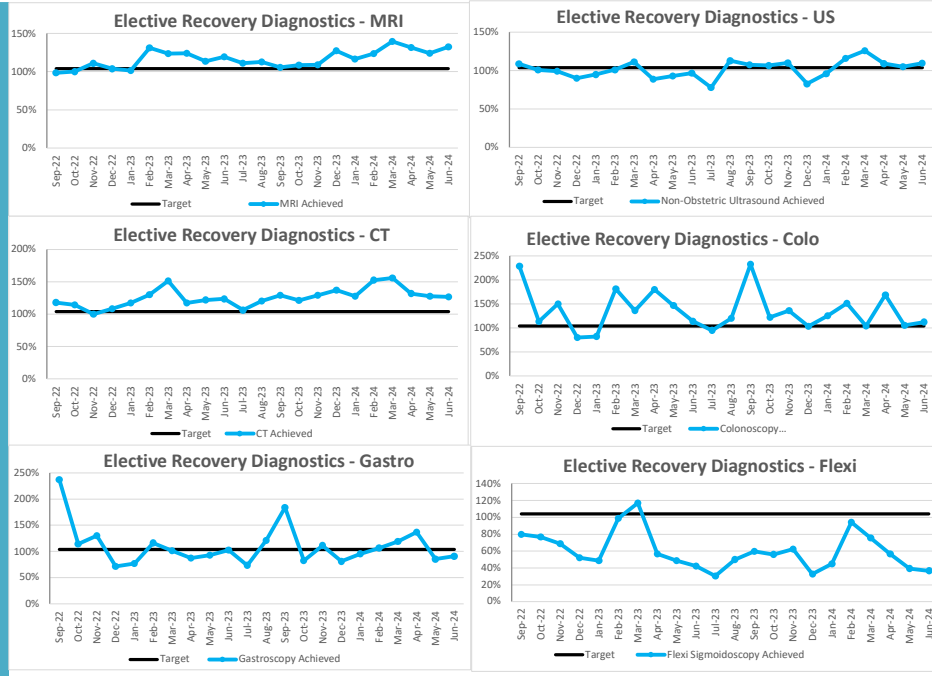 Elective Recovery Diagnostics - MRI
150%
100%
50%
0%
Sep-22 Oct-22 Nov-22 Dec-22 Jan-23 Feb-23 Mar-23 Apr-23 May-23 Jun-23 Jul-23 Aug-23 Sep-23 Oct-23 Nov-23 Dec-23 Jan-24 Feb-24 Mar-24 Apr-24 May-24 Jun-24
Target MRI Achieved
Elective Recovery Diagnostics - US
150%
100%
50%
0%
Sep-22 Oct-22 Nov-22 Dec-22 Jan-23 Feb-23 Mar-23 Apr-23 May-23 Jun-23 Jul-23 Aug-23 Sep-23 Oct-23 Nov-23 Dec-23 Jan-24 Feb-24 Mar-24 Apr-24 May-24 Jun-24
Target Non-Obstetric Ultrasound Achieved
Elective Recovery Diagnostics - CT
200%
150%
100%
50%
0%
Sep-22 Oct-22 Nov-22 Dec-22 Jan-23 Feb-23 Mar-23 Apr-23 May-23 Jun-23 Jul-23 Aug-23 Sep-23 Oct-23 Nov-23 Dec-23 Jan-24 Feb-24 Mar-24 Apr-24 May-24 Jun-24
Target CT Achieved
Elective Recovery Diagnostics - Colo
250%
200%
150%
100%
50%
0%
Sep-22 Oct-22 Nov-22 Dec-22 Jan-23 Feb-23 Mar-23 Apr-23 May-23 Jun-23 Jul-23 Aug-23 Sep-23 Oct-23 Nov-23 Dec-23 Jan-24 Feb-24 Mar-24 Apr-24 May-24 Jun-24
Target Colonoscopy...
Elective Recovery Diagnostics - Gastro
250%
200%
150%
100%
50%
0%
Sep-22 Oct-22 Nov-22 Dec-22 Jan-23 Feb-23 Mar-23 Apr-23 May-23 Jun-23 Jul-23 Aug-23 Sep-23 Oct-23 Nov-23 Dec-23 Jan-24 Feb-24 Mar-24 Apr-24 May-24 Jun-24
Target Gastroscopy Achieved
Elective Recovery Diagnostics - Flexi
140%
120%
100%
80%
60%
40%
20%
0%
Sep-22 Oct-22 Nov-22 Dec-22 Jan-23 Feb-23 Mar-23 Apr-23 May-23 Jun-23 Jul-23 Aug-23 Sep-23 Oct-23 Nov-23 Dec-23 Jan-24 Feb-24 Mar-24 Apr-24 May-24 Jun-24
Target Flexi Sigmoidoscopy Achieved